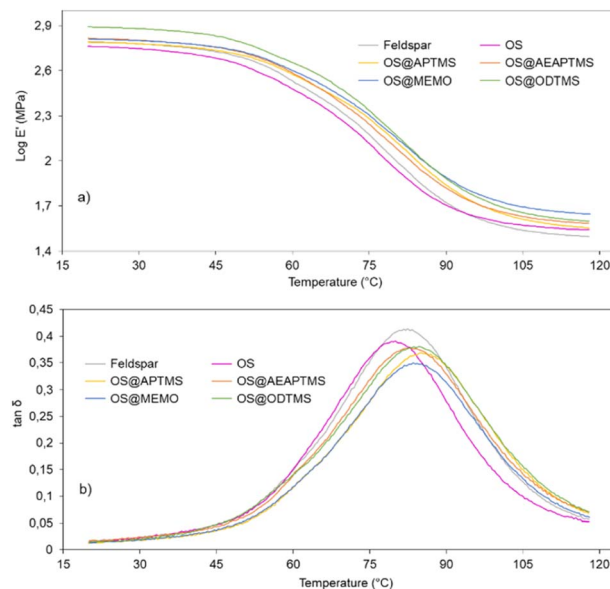 2,9
2,6
2,3
2
1,7
1,4
Log E' (MPa)
Feldspar
OS
OS@APTMS
OS@AEAPTMS
OS@MEMO
OS@ODTMS
a)
15 30 45 60 75 90 105 120
Temperature (°C)
0,45
0,4
0,35
0,3
0,25
0,2
0,15
0,1
0,05
0
tan δ
Feldspar
OS
OS@APTMS
OS@AEAPTMS
OS@MEMO
OS@ODTMS
b)
15 30 45 60 75 90 105 120
Temperature (°C)